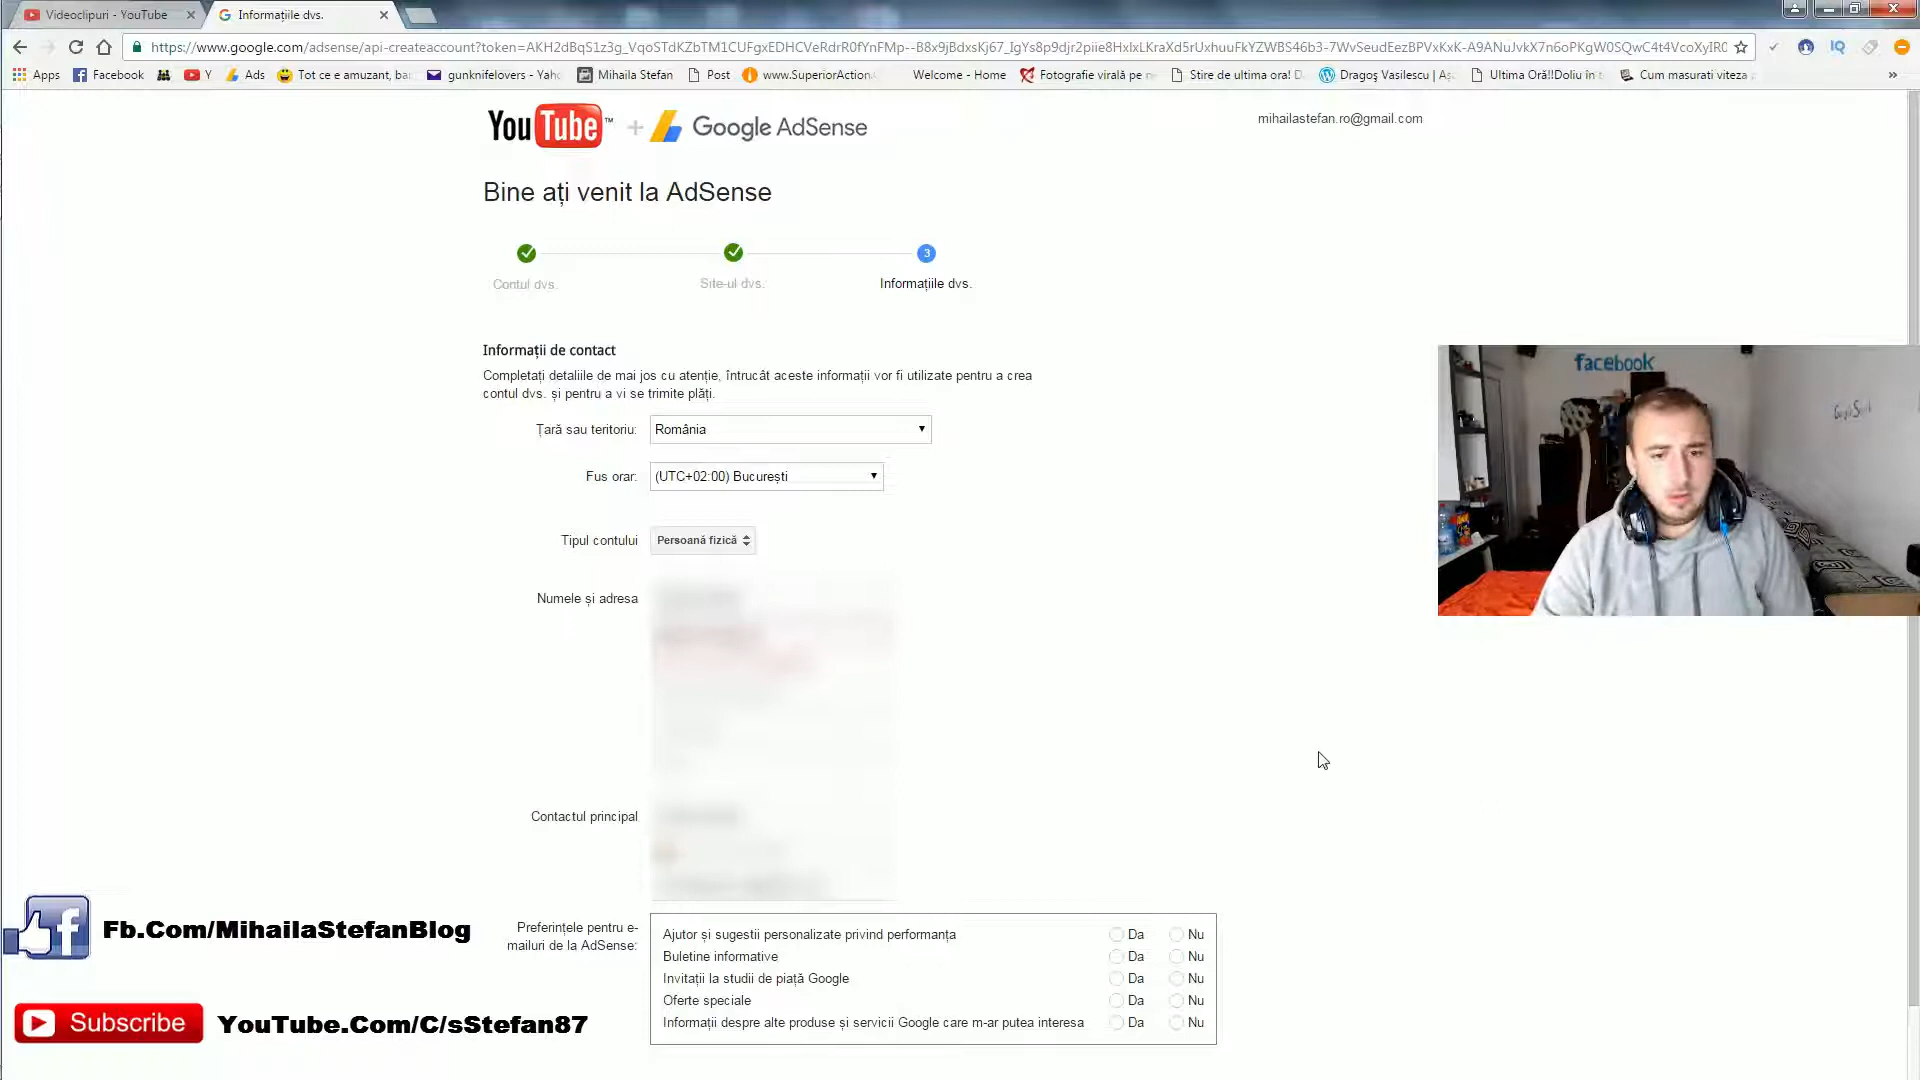 Videoclipuri - YouTube
Informațiile dvs.
https://www.google.com/adsense/api-createaccount?token=
Apps
Facebook
Y
Ads
Tot ce e amuzant, ba
gunknifelovers - Yah
Mihaila Stefan
Post
www.SuperiorAction.
Welcome - Home
Fotografie virală pe
Stire de ultima ora! D
Dragoș Vasilescu | A
Ultima Oră!!Doliu în
Cum masurati viteza
»
YouTube™ + Google AdSense
mihailastefan.ro@gmail.com
Bine ați venit la AdSense
3
Contul dvs.
Site-ul dvs.
Informațiile dvs.
Informații de contact
Completați detaliile de mai jos cu atenție, întrucât aceste informații vor fi utilizate pentru a crea
contul dvs. și pentru a vi se trimite plăți.
Țară sau teritoriu:
România
Fus orar:
(UTC+02:00) București
Tipul contului
Persoană fizică
Numele și adresa
Contactul principal
Preferințele pentru e-
mailuri de la AdSense:
Ajutor și sugestii personalizate privind performanța Da Nu
Buletine informative Da Nu
Invitații la studii de piață Google Da Nu
Oferte speciale Da Nu
Informații despre alte produse și servicii Google care m-ar putea interesa Da Nu
facebook
Fb.Com/MihailaStefanBlog
Subscribe
YouTube.Com/C/sStefan87
IQ